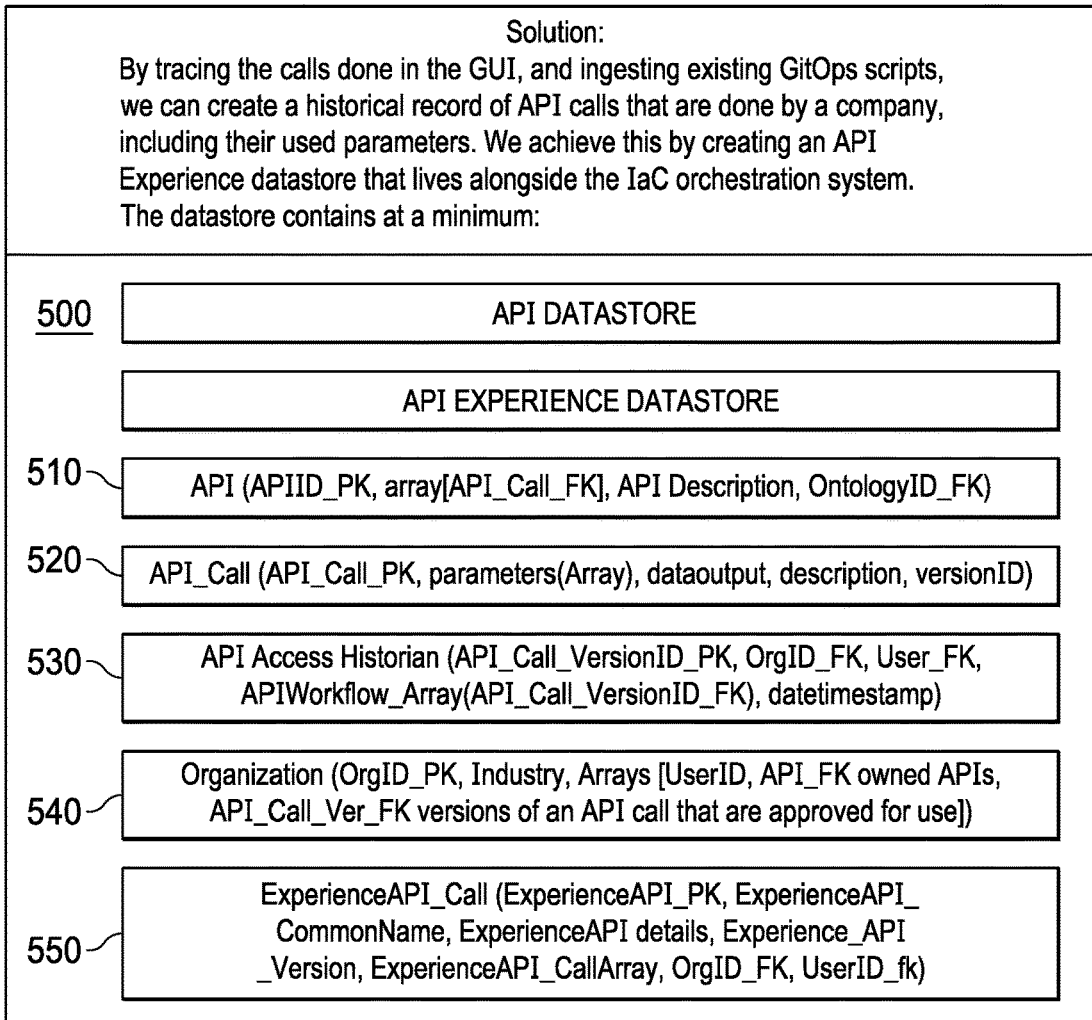 Solution:
By tracing the calls done in the GUI, and ingesting existing GitOps scripts,
we can create a historical record of API calls that are done by a company,
including their used parameters. We achieve this by creating an API
Experience datastore that lives alongside the IaC orchestration system.
The datastore contains at a minimum:
500
API DATASTORE
API EXPERIENCE DATASTORE
510
API (APIID_PK, array[API_Call_FK], API Description, OntologyID_FK)
520
API_Call (API_Call_PK, parameters(Array), dataoutput, description, versionID)
530
API Access Historian (API_Call_VersionID_PK, OrgID_FK, User_FK,
APIWorkflow_Array(API_Call_VersionID_FK), datetimestamp)
540
Organization (OrgID_PK, Industry, Arrays [UserID, API_FK owned APIs,
API_Call_Ver_FK versions of an API call that are approved for use])
550
ExperienceAPI_Call (ExperienceAPI_PK, ExperienceAPI_
CommonName, ExperienceAPI details, Experience_API
_Version, ExperienceAPI_CallArray, OrgID_FK, UserID_fk)